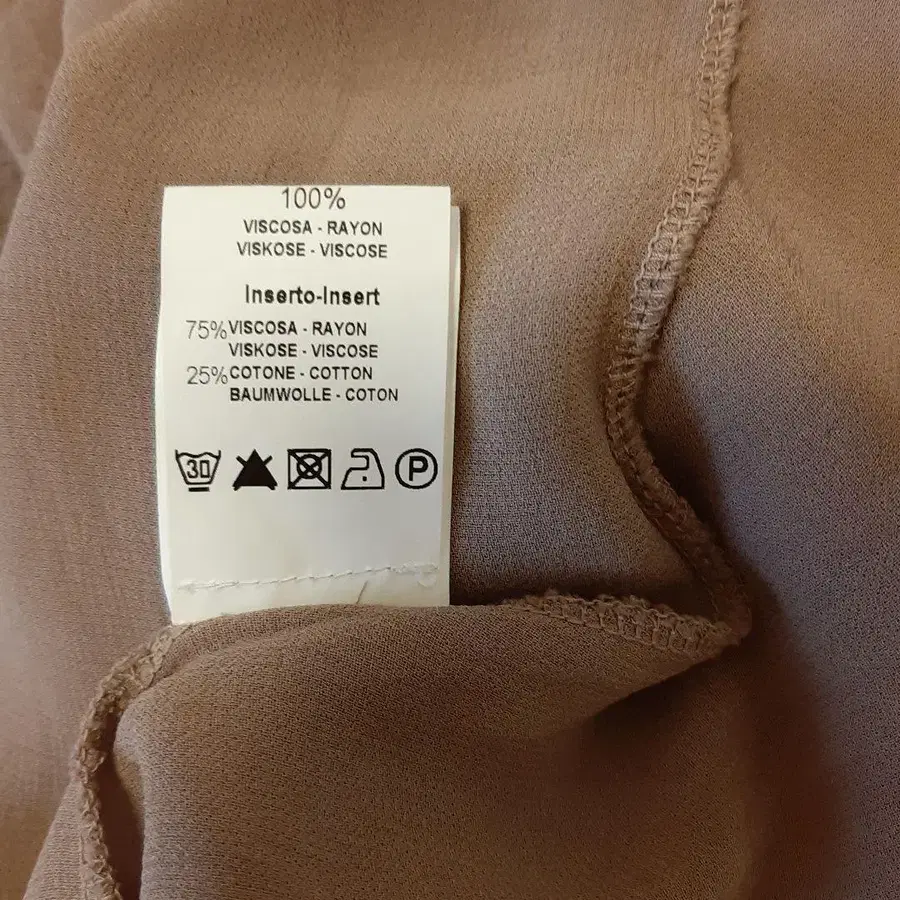 100%
VISCOSA - RAYON
VISKOSE - VISCOSE
Inserto-Insert
75% VISCOSA - RAYON
VISKOSE - VISCOSE
25% COTONE - COTTON
BAUMWOLLE - COTON
30 P